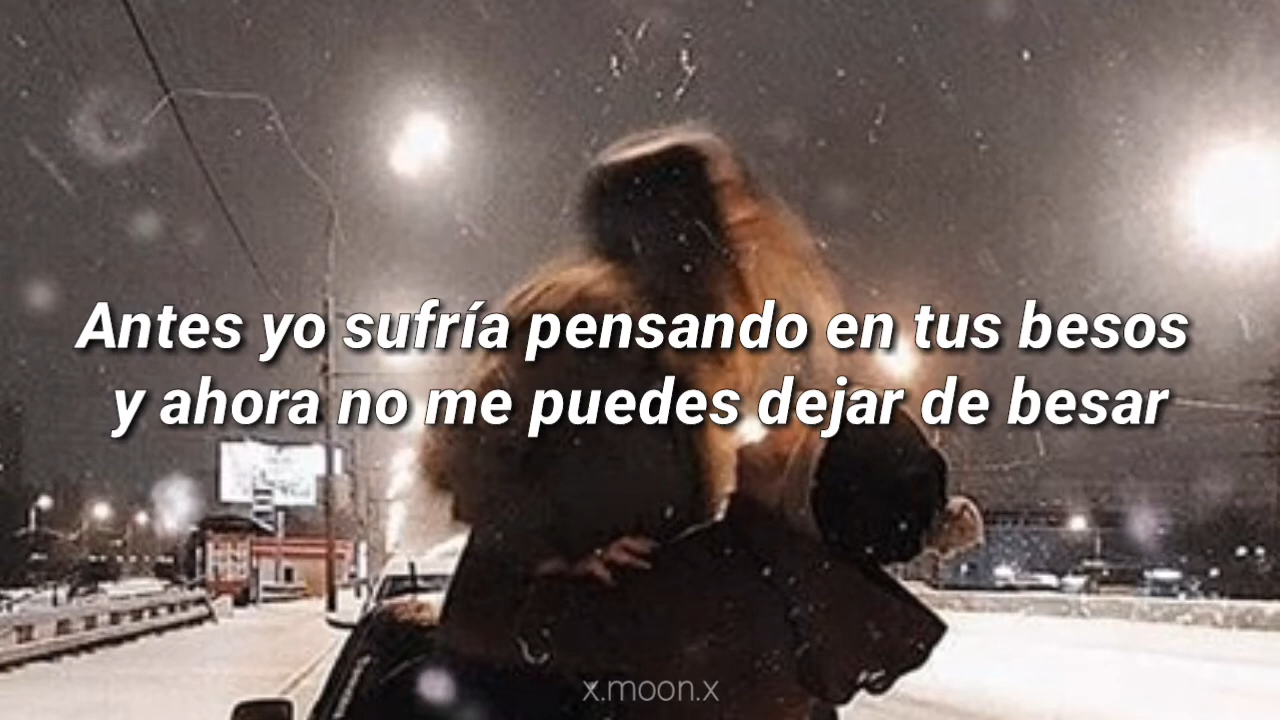 Antes yo sufría pensando en tus besos
y ahora no me puedes dejar de besar
x.moon.x